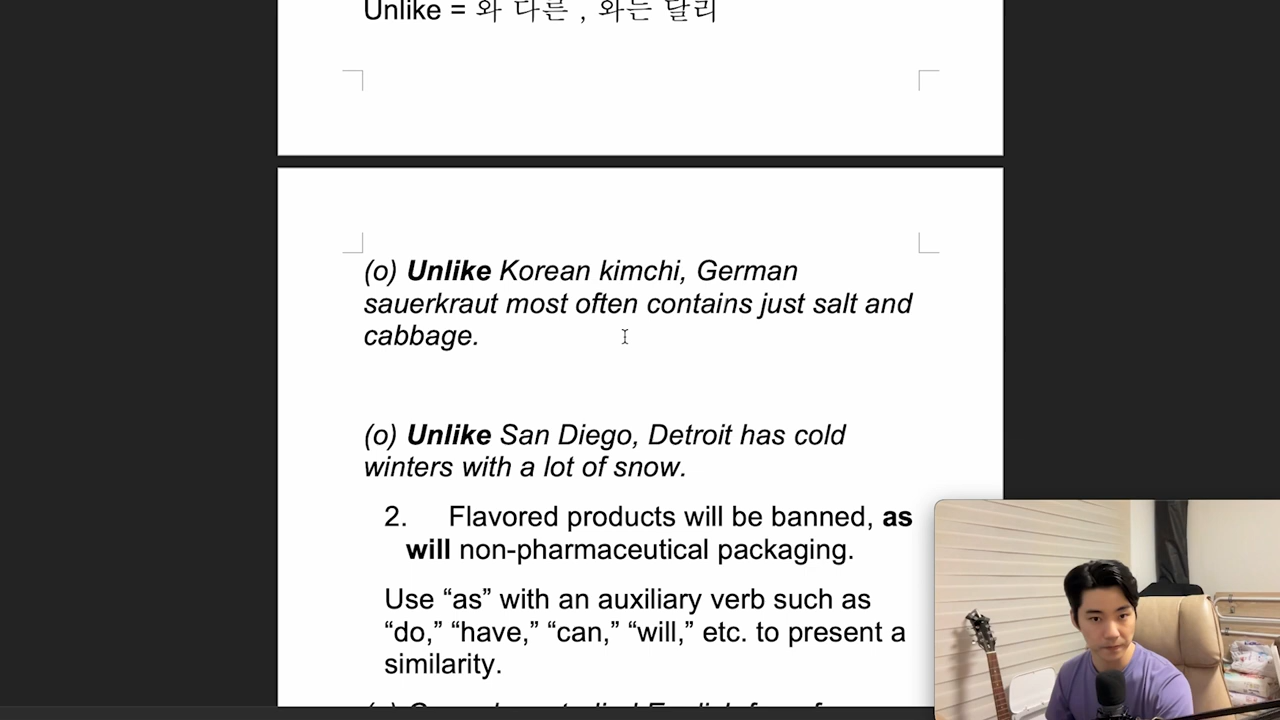 Unlike = 와 다른 , 와는 달리
(o) Unlike Korean kimchi, German
sauerkraut most often contains just salt and
cabbage.
(o) Unlike San Diego, Detroit has cold
winters with a lot of snow.
2. Flavored products will be banned, as
will non-pharmaceutical packaging.
Use “as” with an auxiliary verb such as
“do,” “have,” “can,” “will,” etc. to present a
similarity.